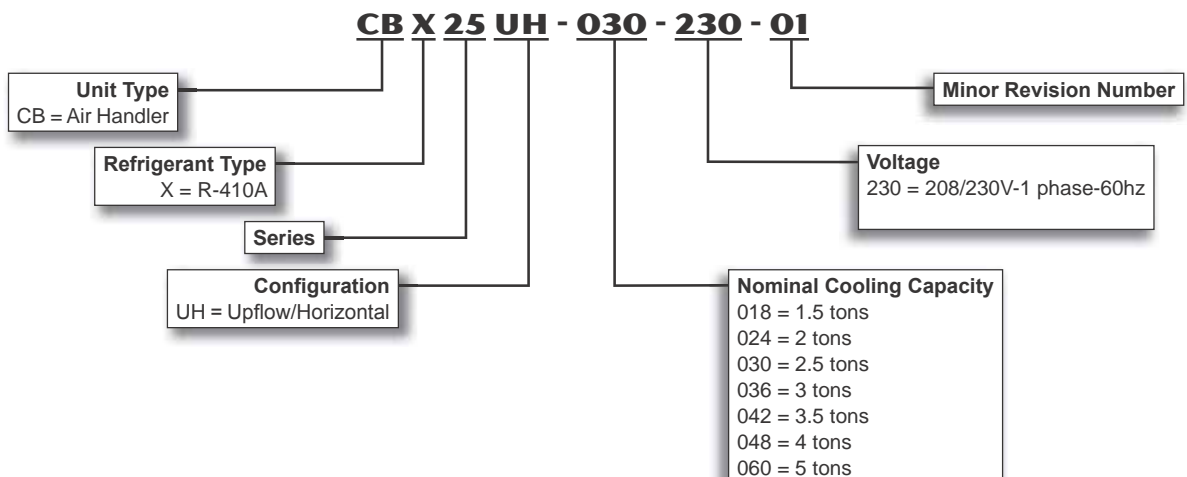 CB X 25 UH - 030 - 230 - 01
Unit Type
CB = Air Handler
Minor Revision Number
Refrigerant Type
X = R-410A
Voltage
230 = 208/230V-1 phase-60hz
Series
Configuration
UH = Upflow/Horizontal
Nominal Cooling Capacity
018 = 1.5 tons
024 = 2 tons
030 = 2.5 tons
036 = 3 tons
042 = 3.5 tons
048 = 4 tons
060 = 5 tons